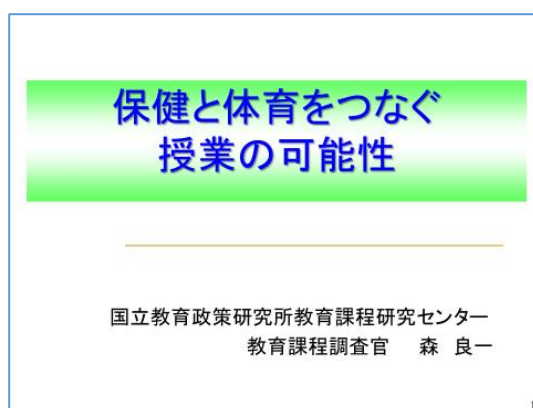 保健と体育をつなぐ
授業の可能性
国立教育政策研究所教育課程研究センター
教育課程調査官　森 良一